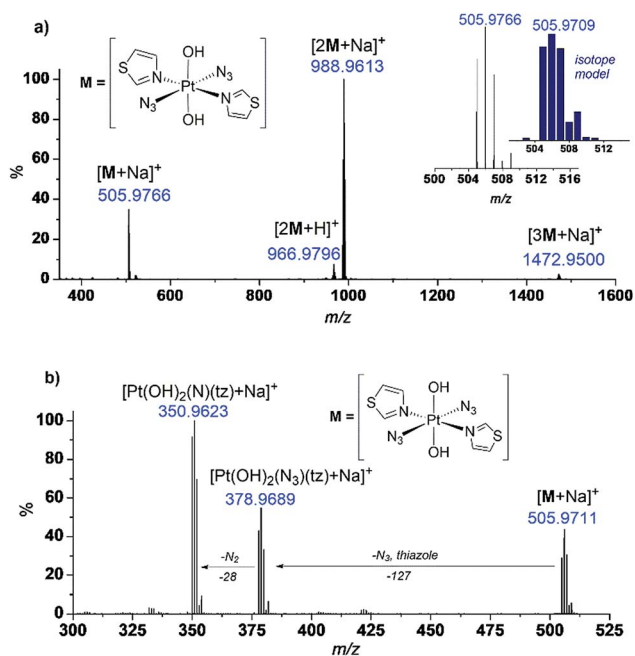 a)
M =
OH
N₃
N
S
Pt
N₃
N
S
OH
[2M+Na]⁺
988.9613
505.9766
505.9709
isotope
model
504 508 512
500 504 508 512 516
m/z
[M+Na]⁺
505.9766
[2M+H]⁺
966.9796
[3M+Na]⁺
1472.9500
%
100
80
60
40
20
0
400 600 800 1000 1200 1400 1600
m/z
b)
[Pt(OH)₂(N)(tz)+Na]⁺
350.9623
M =
OH
N₃
N
S
Pt
N₃
N
S
OH
[Pt(OH)₂(N₃)(tz)+Na]⁺
378.9689
[M+Na]⁺
505.9711
-N₂
-28
-N₃, thiazole
-127
%
100
80
60
40
20
0
300 325 350 375 400 425 450 475 500 525
m/z